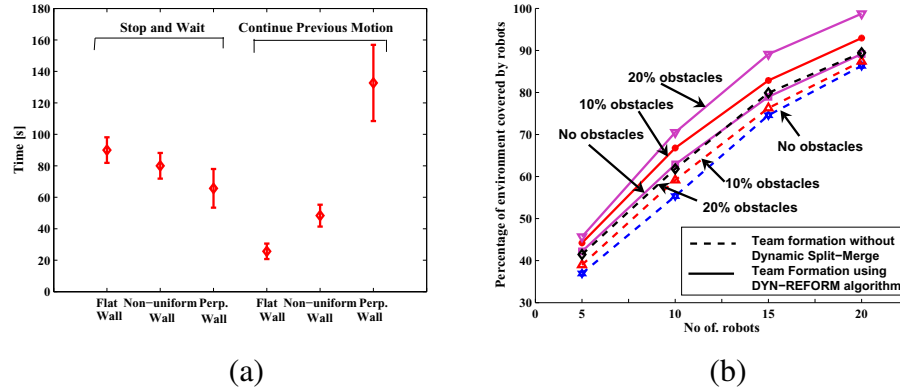 (a)
Stop and Wait
Continue Previous Motion
Time [s]
180
160
140
120
100
80
60
40
20
0
Flat
Wall
Non−uniform
Wall
Perp.
Wall
Flat
Wall
Non−uniform
Wall
Perp.
Wall
(a)
(b)
Percentage of environment covered by robots
100
90
80
70
60
50
40
30
0
5
10
15
20
No of. robots
20% obstacles
10% obstacles
No obstacles
No obstacles
10% obstacles
20% obstacles
Team formation without
Dynamic Split-Merge
Team Formation using
DYN-REFORM algorithm
(b)